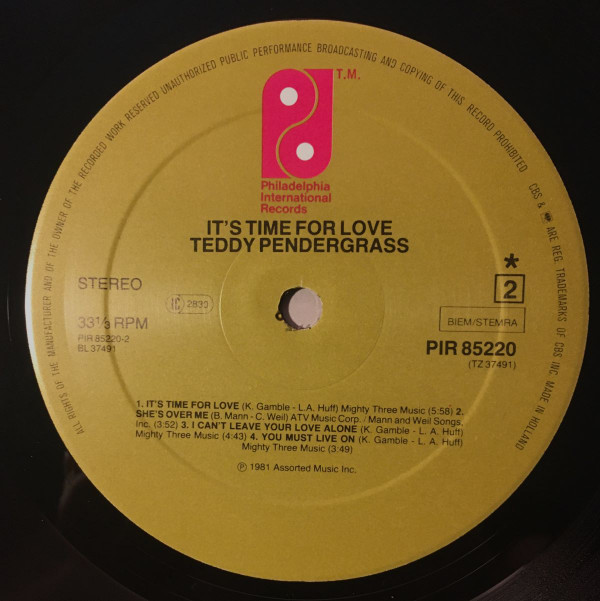 ALL RIGHTS OF THE MANUFACTURER AND OF THE OWNER OF THE RECORDED WORK RESERVED UNAUTHORIZED PUBLIC PERFORMANCE BROADCASTING AND COPYING OF THIS RECORD PROHIBITED CBS & ARE REG. TRADEMARKS OF CBS INC. MADE IN HOLLAND
T.M.
Philadelphia
International
Records
IT'S TIME FOR LOVE
TEDDY PENDERGRASS
STEREO
33⅓ RPM
PIR 85220-2
BL 37491
2830
*
2
BIEM/STEMRA
PIR 85220
(TZ 37491)
1. IT'S TIME FOR LOVE (K. Gamble - L.A. Huff) Mighty Three Music (5:58) 2.
SHE'S OVER ME (B. Mann - C. Weil) ATV Music Corp. / Mann and Weil Songs,
Inc. (3:52) 3. I CAN'T LEAVE YOUR LOVE ALONE (K. Gamble - L. A. Huff)
Mighty Three Music (4:43) 4. YOU MUST LIVE ON (K. Gamble - L. A. Huff)
Mighty Three Music (3:49)
℗ 1981 Assorted Music Inc.